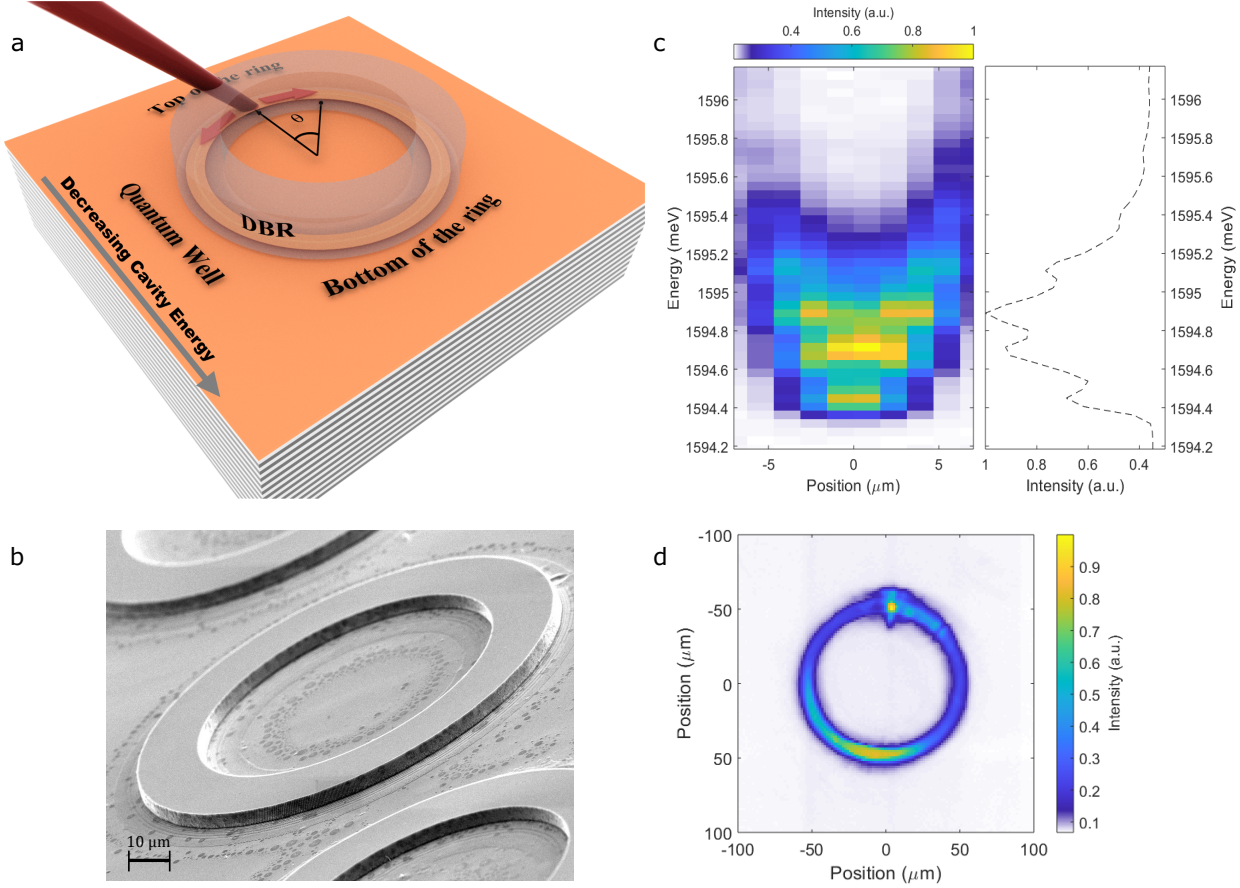 a
Top of the ring
θ
DBR
Quantum Well
Bottom of the ring
Decreasing Cavity Energy
b
10 μm
c
Intensity (a.u.)
0.4 0.6 0.8 1
Energy (meV)
1596
1595.8
1595.6
1595.4
1595.2
1595
1594.8
1594.6
1594.4
1594.2
-5 0 5
Position (μm)
1596
1595.8
1595.6
1595.4
1595.2
1595
1594.8
1594.6
1594.4
1594.2
Energy (meV)
1 0.8 0.6 0.4
Intensity (a.u.)
d
Position (μm)
-100
-50
0
50
100
-100 -50 0 50 100
Position (μm)
0.9
0.8
0.7
0.6
0.5
0.4
0.3
0.2
0.1
Intensity (a.u.)